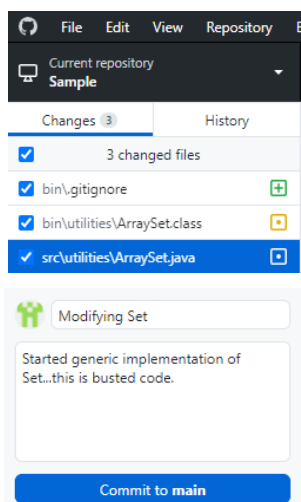 File Edit View Repository
Current repository
Sample
Changes 3 History
3 changed files
bin\.gitignore
bin\utilities\ArraySet.class
src\utilities\ArraySet.java
Modifying Set
Started generic implementation of
Set...this is busted code.
Commit to main